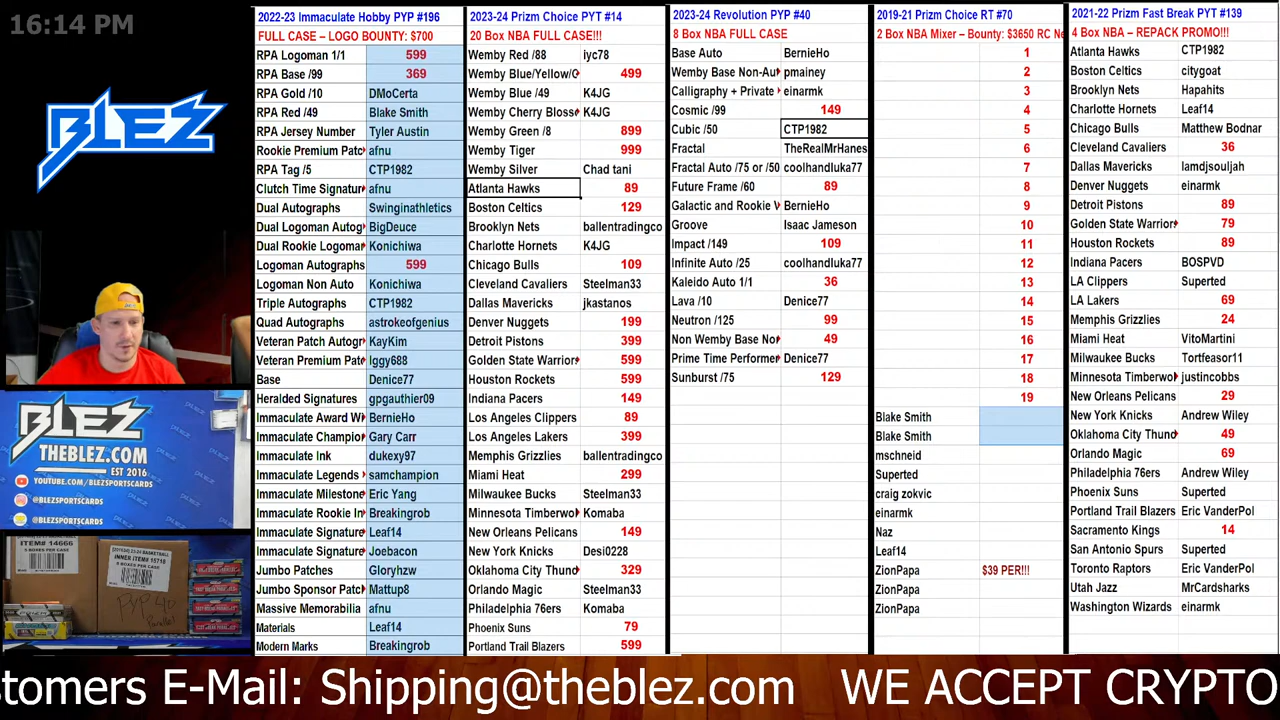 16:14 PM
BLEZ
BLEZ
THEBLEZ.COM
EST 2016
YOUTUBE.COM/BLEZSPORTSCARDS
@BLEZSPORTSCARDS
@BLEZSPORTSCARDS
ITEM# 14666
INNER ITEM# 15718
2022-23 Immaculate Hobby PYP #196
FULL CASE – LOGO BOUNTY: $700
RPA Logoman 1/1 599
RPA Base /99 369
RPA Gold /10 DMoCerta
RPA Red /49 Blake Smith
RPA Jersey Number Tyler Austin
Rookie Premium Patc afnu
RPA Tag /5 CTP1982
Clutch Time Signatur afnu
Dual Autographs Swinginathletics
Dual Logoman Autog BigDeuce
Dual Rookie Logomar Konichiwa
Logoman Autographs 599
Logoman Non Auto Konichiwa
Triple Autographs CTP1982
Quad Autographs astrokeofgenius
Veteran Patch Autogr KayKim
Veteran Premium Pat Iggy688
Base Denice77
Heralded Signatures gpgauthier09
Immaculate Award Wi BernieHo
Immaculate Champio Gary Carr
Immaculate Ink dukexy97
Immaculate Legends samchampion
Immaculate Milestone Eric Yang
Immaculate Rookie In Breakingrob
Immaculate Signature Leaf14
Immaculate Signature Joebacon
Jumbo Patches Gloryhzw
Jumbo Sponsor Patc Mattup8
Massive Memorabilia afnu
Materials Leaf14
Modern Marks Breakingrob
2023-24 Prizm Choice PYT #14
20 Box NBA FULL CASE!!!
Wemby Red /88 iyc78
Wemby Blue/Yellow/G 499
Wemby Blue /49 K4JG
Wemby Cherry Blosso K4JG
Wemby Green /8 899
Wemby Tiger 999
Wemby Silver Chad tani
Atlanta Hawks 89
Boston Celtics 129
Brooklyn Nets ballentradingco
Charlotte Hornets K4JG
Chicago Bulls 109
Cleveland Cavaliers Steelman33
Dallas Mavericks jkastanos
Denver Nuggets 199
Detroit Pistons 399
Golden State Warrior 599
Houston Rockets 599
Indiana Pacers 149
Los Angeles Clippers 89
Los Angeles Lakers 399
Memphis Grizzlies ballentradingco
Miami Heat 299
Milwaukee Bucks Steelman33
Minnesota Timberwo Komaba
New Orleans Pelicans 149
New York Knicks Desi0228
Oklahoma City Thund 329
Orlando Magic Steelman33
Philadelphia 76ers Komaba
Phoenix Suns 79
Portland Trail Blazers 599
2023-24 Revolution PYP #40
8 Box NBA FULL CASE
Base Auto BernieHo
Wemby Base Non-Au pmainey
Calligraphy + Private einarmk
Cosmic /99 149
Cubic /50 CTP1982
Fractal TheRealMrHanes
Fractal Auto /75 or /50 coolhandluka77
Future Frame /60 89
Galactic and Rookie V BernieHo
Groove Isaac Jameson
Impact /149 109
Infinite Auto /25 coolhandluka77
Kaleido Auto 1/1 36
Lava /10 Denice77
Neutron /125 99
Non Wemby Base No 49
Prime Time Performer Denice77
Sunburst /75 129
2019-21 Prizm Choice RT #70
2 Box NBA Mixer – Bounty: $3650 RC Ne
1
2
3
4
5
6
7
8
9
10
11
12
13
14
15
16
17
18
19
Blake Smith
Blake Smith
mschneid
Superted
craig zokvic
einarmk
Naz
Leaf14
ZionPapa $39 PER!!!
ZionPapa
ZionPapa
2021-22 Prizm Fast Break PYT #139
4 Box NBA – REPACK PROMO!!!
Atlanta Hawks CTP1982
Boston Celtics citygoat
Brooklyn Nets Hapahits
Charlotte Hornets Leaf14
Chicago Bulls Matthew Bodnar
Cleveland Cavaliers 36
Dallas Mavericks Iamdjsouljah
Denver Nuggets einarmk
Detroit Pistons 89
Golden State Warrior 79
Houston Rockets 89
Indiana Pacers BOSPVD
LA Clippers Superted
LA Lakers 69
Memphis Grizzlies 24
Miami Heat VitoMartini
Milwaukee Bucks Tortfeasor11
Minnesota Timberwo justincobbs
New Orleans Pelicans 29
New York Knicks Andrew Wiley
Oklahoma City Thund 49
Orlando Magic 69
Philadelphia 76ers Andrew Wiley
Phoenix Suns Superted
Portland Trail Blazers Eric VanderPol
Sacramento Kings 14
San Antonio Spurs Superted
Toronto Raptors Eric VanderPol
Utah Jazz MrCardsharks
Washington Wizards einarmk
stomers E-Mail: Shipping@theblez.com WE ACCEPT CRYPTO